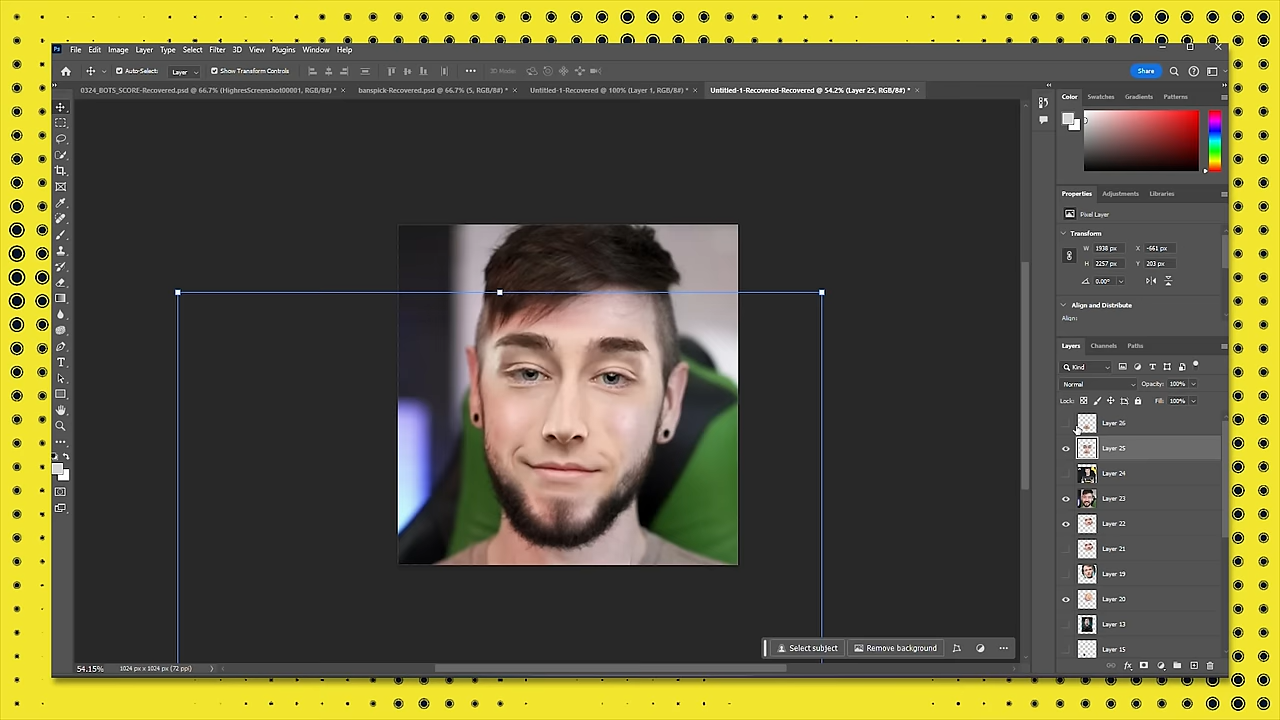 Ps File Edit Image Layer Type Select Filter 3D View Plugins Window Help
Auto-Select: Layer Show Transform Controls 3D Mode: Share
0324_BOTS_SCORE-Recovered.psd @ 66.7% (HighresScreenshot00001, RGB/8#) * × banspick-Recovered.psd @ 66.7% (5, RGB/8#) * × Untitled-1-Recovered @ 100% (Layer 1, RGB/8#) * × Untitled-1-Recovered-Recovered @ 54.2% (Layer 25, RGB/8#) * ×
Color Swatches Gradients Patterns
Properties Adjustments Libraries
Pixel Layer
Transform
W 1938 px X -661 px
H 2257 px Y 203 px
0.00°
Align and Distribute
Align:
Layers Channels Paths
Kind
Normal Opacity: 100%
Lock: Fill: 100%
Layer 26
Layer 25
Layer 24
Layer 23
Layer 22
Layer 21
Layer 19
Layer 20
Layer 13
Layer 15
Select subject Remove background
54.15% 1024 px x 1024 px (72 ppi)